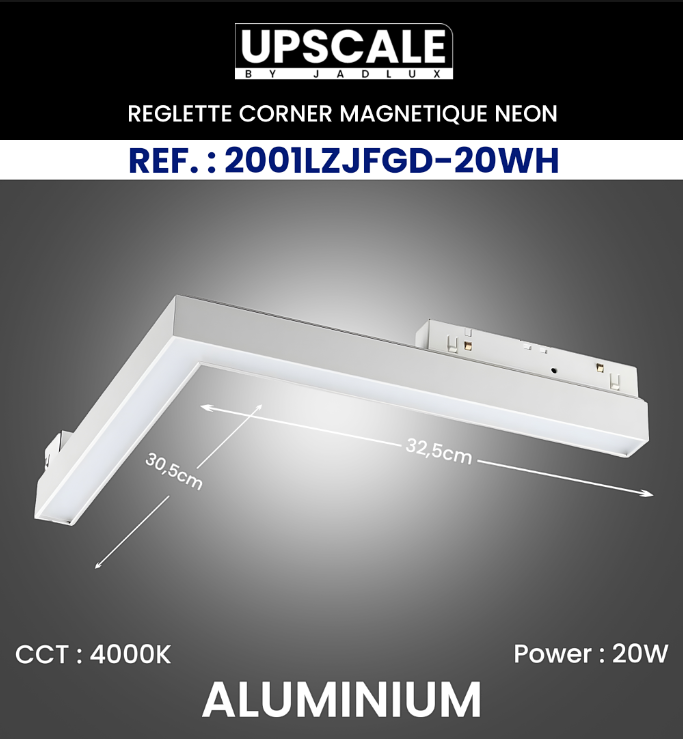 UPSCALE
BY JADLUX
REGLETTE CORNER MAGNETIQUE NEON
REF. : 2001LZJFGD-20WH
32,5cm
30,5cm
CCT : 4000K
Power : 20W
ALUMINIUM